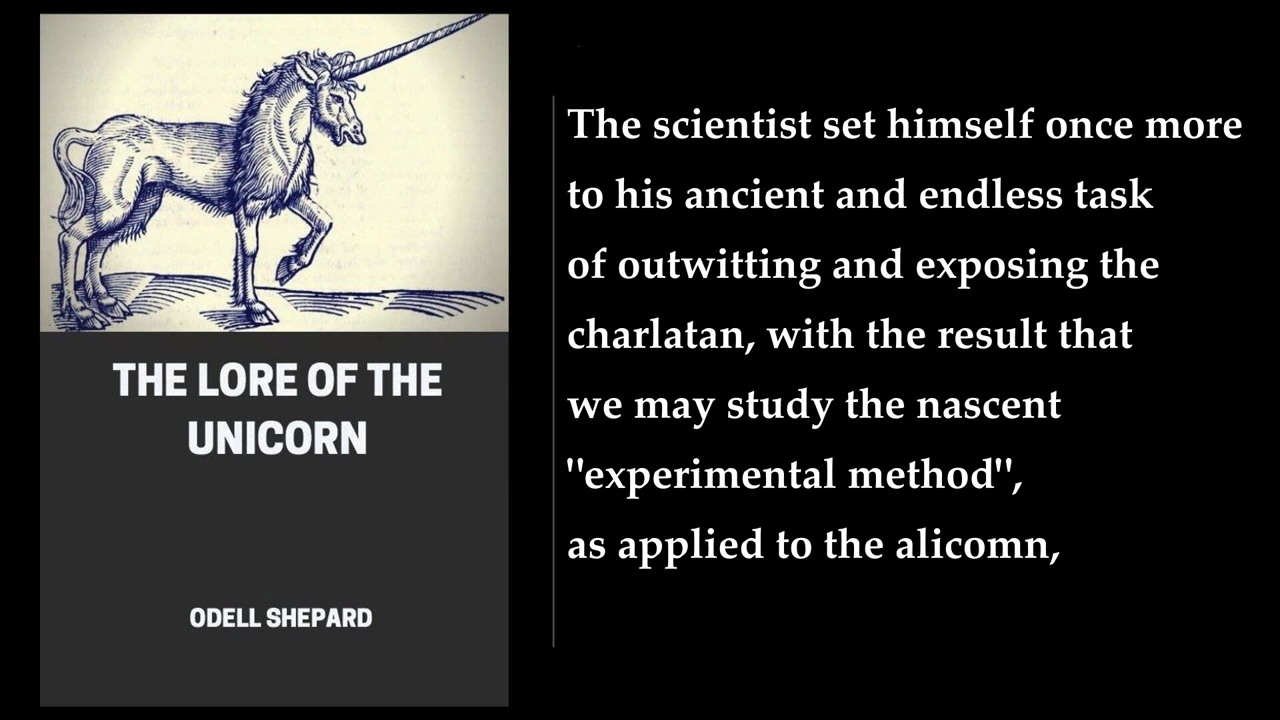 THE LORE OF THE
UNICORN
ODELL SHEPARD
The scientist set himself once more
to his ancient and endless task
of outwitting and exposing the
charlatan, with the result that
we may study the nascent
"experimental method",
as applied to the alicomn,